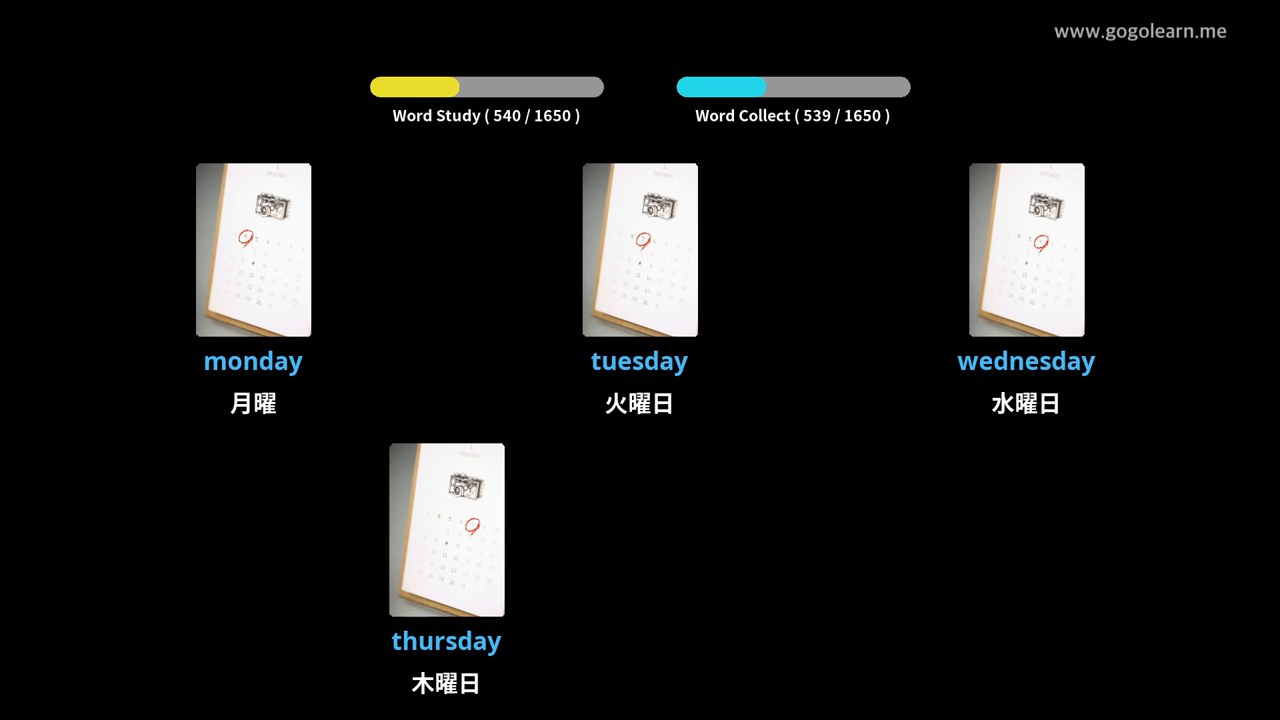 www.gogolearn.me
Word Study ( 540 / 1650 )
Word Collect ( 539 / 1650 )
monday
tuesday
wednesday
月曜
火曜日
水曜日
thursday
木曜日